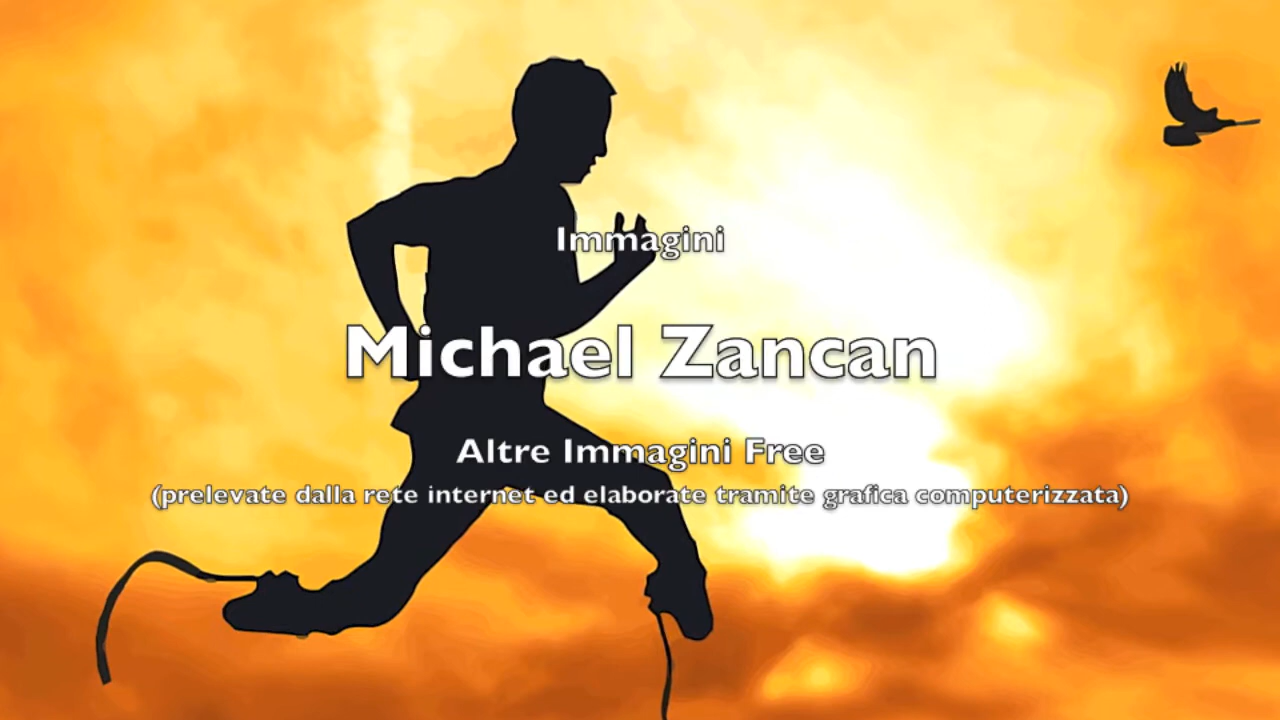 Immagini
Michael Zancan
Altre Immagini Free
(prelevate dalla rete internet ed elaborate tramite grafica computerizzata)